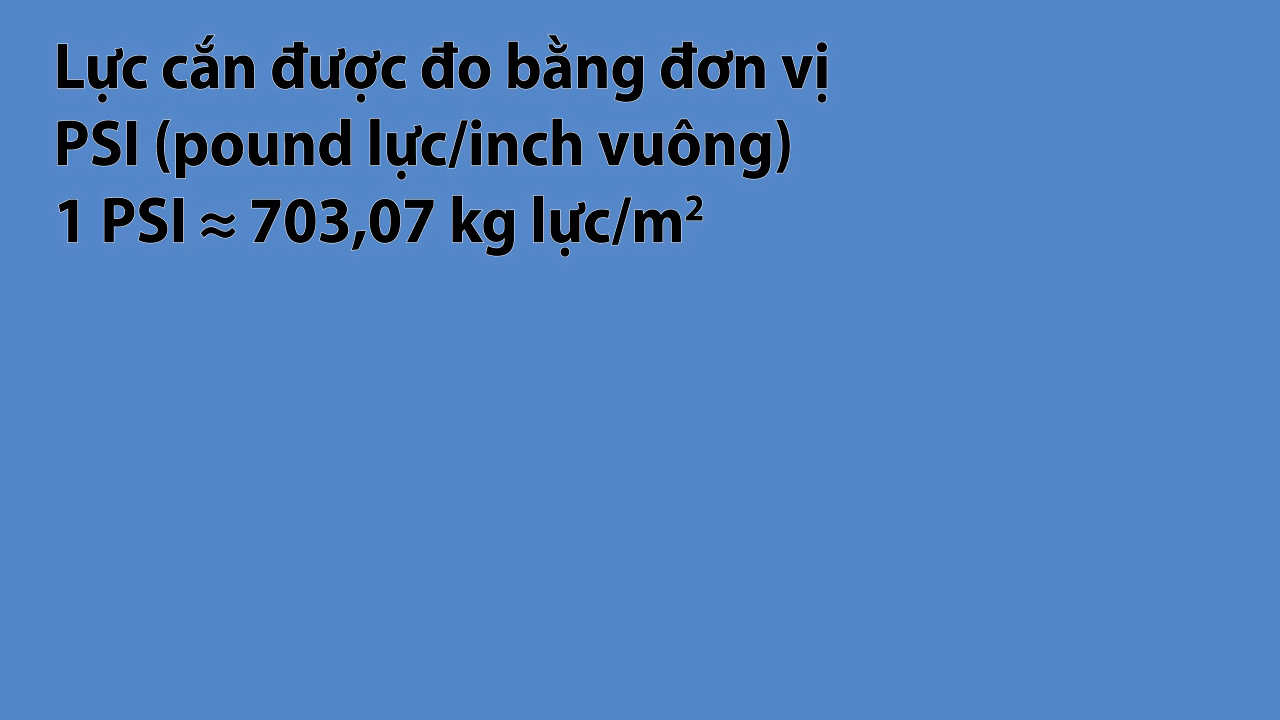 Lực cắn được đo bằng đơn vị
PSI (pound lực/inch vuông)
1 PSI ≈ 703,07 kg lực/m²